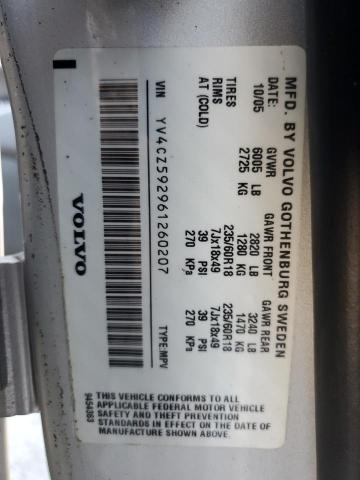 MFD. BY VOLVO GOTHENBURG SWEDEN
DATE: GVWR GAWR FRONT GAWR REAR
10/05 6005 LB 2820 LB 3240 LB
2725 KG 1280 KG 1470 KG
TIRES 235/60R18 235/60R18
RIMS 7Jx18x49 7Jx18x49
AT (COLD) 39 PSI 39 PSI
270 KPa 270 KPa
VIN YV4CZ592961260207 TYPE:MPV
THIS VEHICLE CONFORMS TO ALL
APPLICABLE FEDERAL MOTOR VEHICLE
SAFETY AND THEFT PREVENTION
STANDARDS IN EFFECT ON THE DATE
OF MANUFACTURE SHOWN ABOVE.
VOLVO
9454363